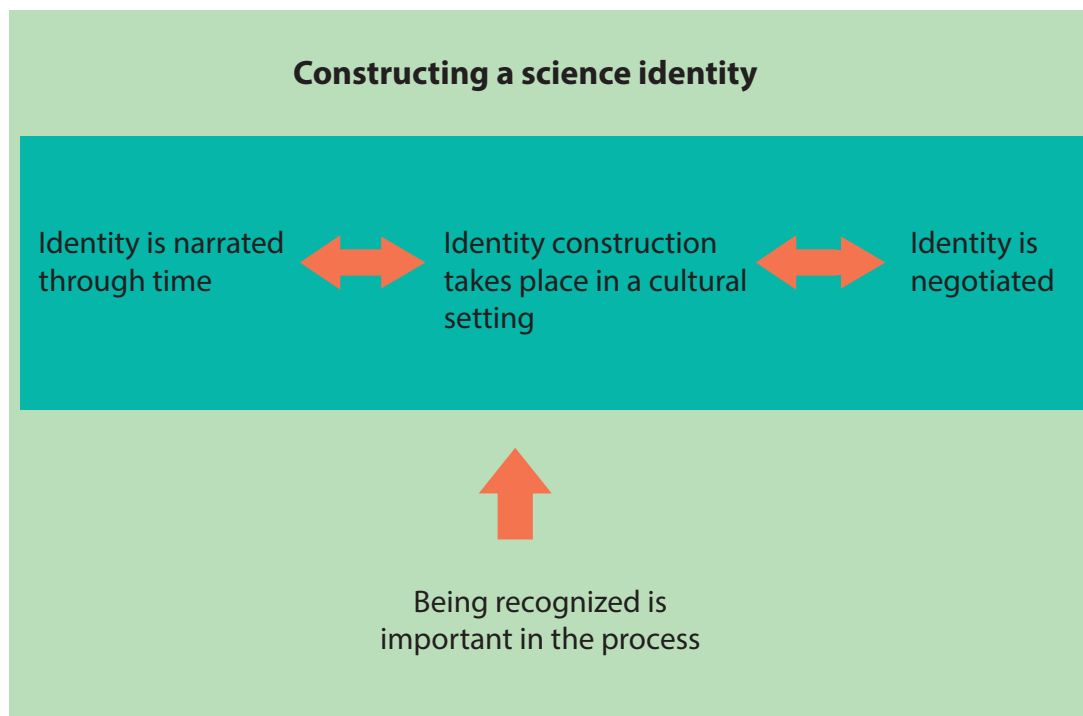 Constructing a science identity
Identity is narrated
through time
Identity construction
takes place in a cultural
setting
Identity is
negotiated
Being recognized is
important in the process